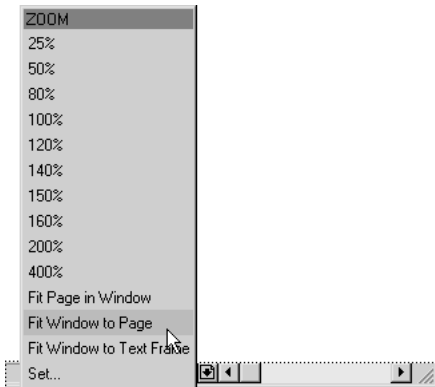 ZOOM
25%
50%
80%
100%
120%
140%
150%
160%
200%
400%
Fit Page in Window
Fit Window to Page
Fit Window to Text Frame
Set...